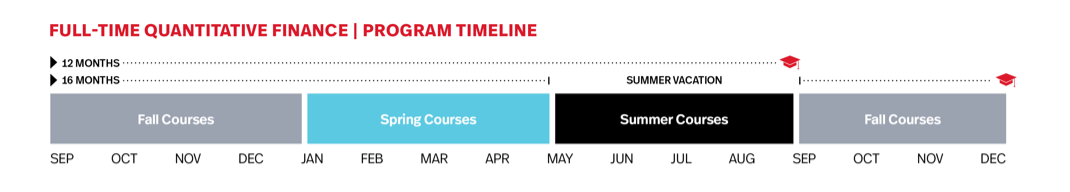 FULL-TIME QUANTITATIVE FINANCE | PROGRAM TIMELINE
12 MONTHS
16 MONTHS SUMMER VACATION
Fall Courses Spring Courses Summer Courses Fall Courses
SEP OCT NOV DEC JAN FEB MAR APR MAY JUN JUL AUG SEP OCT NOV DEC